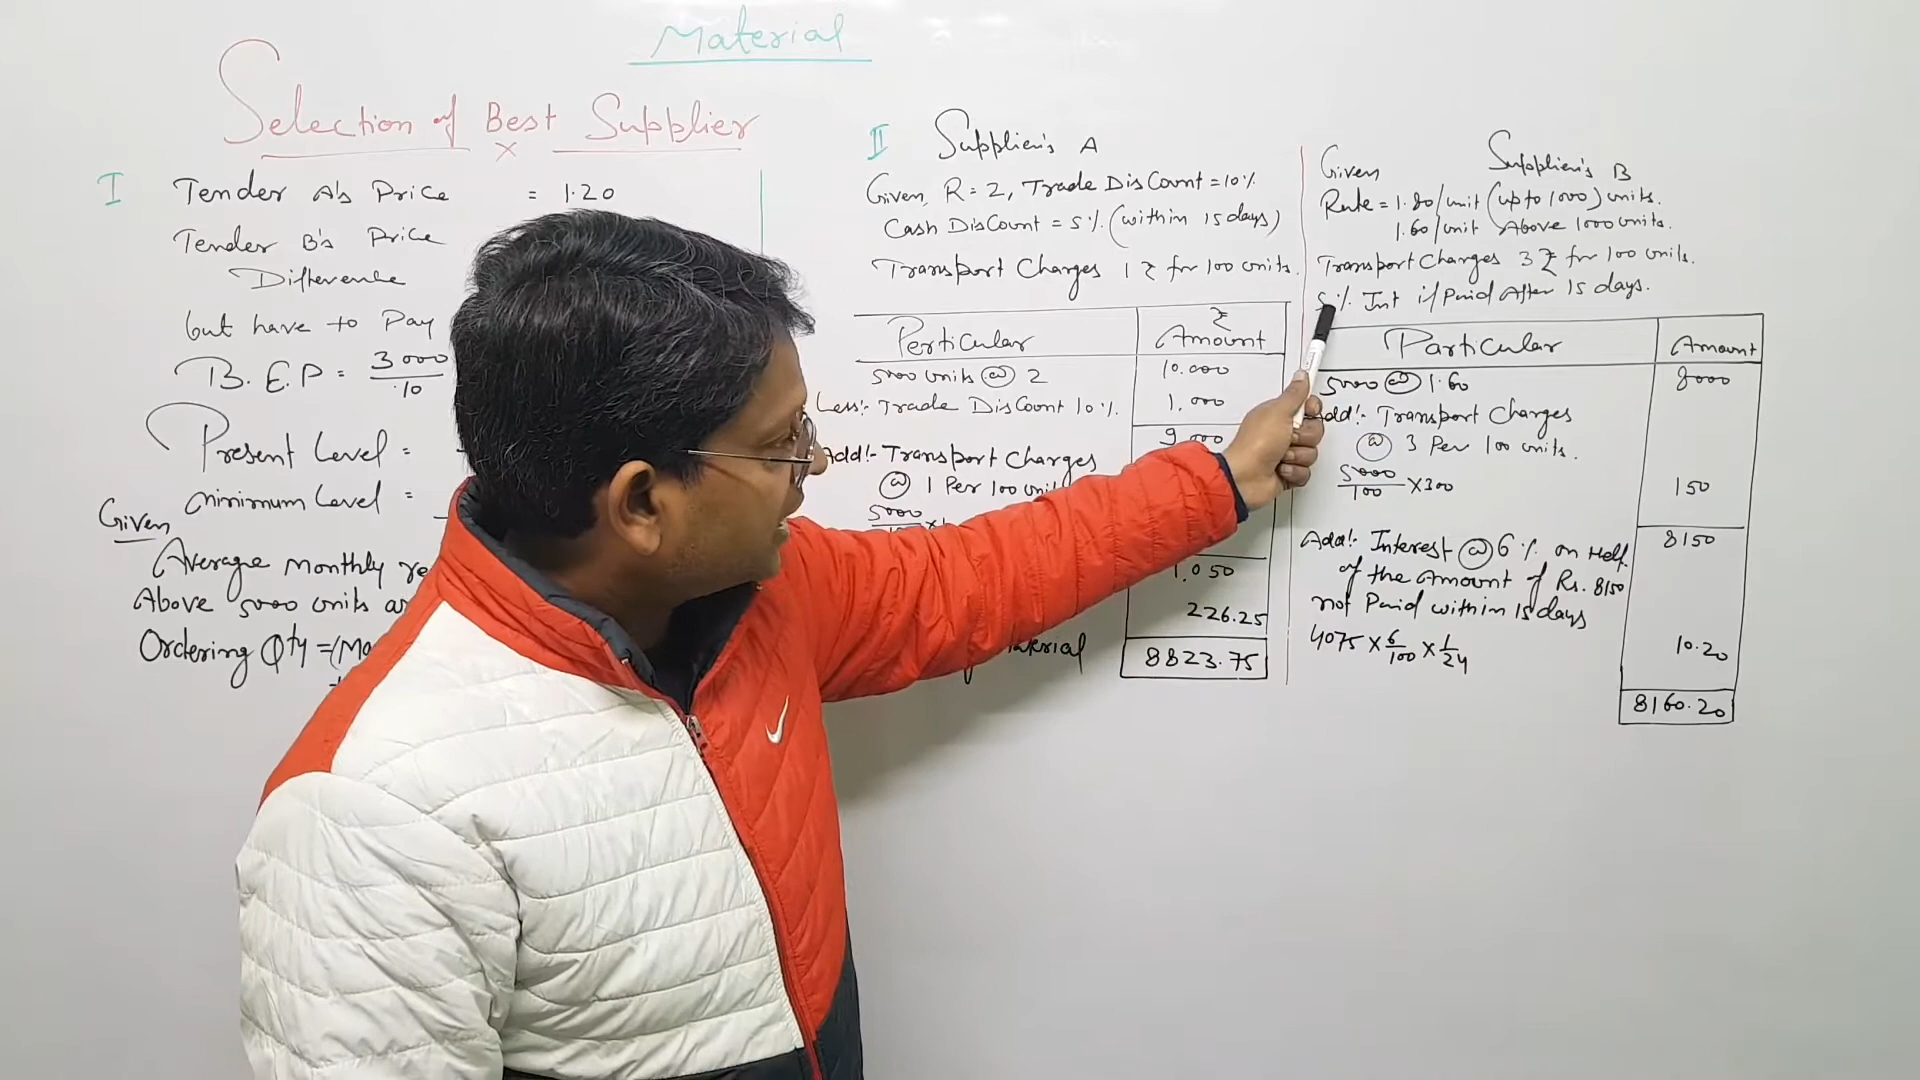 Material
Selection of Best Supplier
I Tender A's Price = 1.20
Tender B's Price
Difference
but have to Pay
B.E.P = 3000/.10
Present Level =
minimum Level =
Given
Average monthly
Above 5000 units
Ordering Qty =
II Supplier's A
Given, R = 2, Trade DisCount = 10%
Cash DisCount = 5% (within 15 days)
Transport Charges 1 ₹ for 100 units.
Perticular ₹ Amount
5000 units @ 2 10.000
Less:- Trade DisCount 10%. 1.000
9.000
Add!:- Transport Charges
@ 1 Per 100
5000
1.050
226.25
8823.75
Given Supplier's B
Rate = 1.80/unit (up to 1000) units.
1.60/unit Above 1000 units.
Transport Charges 3 ₹ for 100 units.
% Int if Paid After 15 days.
Particular Amount
5000 @ 1.60 8000
Add!:- Transport Charges
@ 3 Per 100 units.
5000/100 × 300 150
8150
Add!:- Interest @ 6% on Half
of the Amount of Rs. 8150
not Paid within 15 days
4075 × 6/100 × 1/24 10.20
8160.20